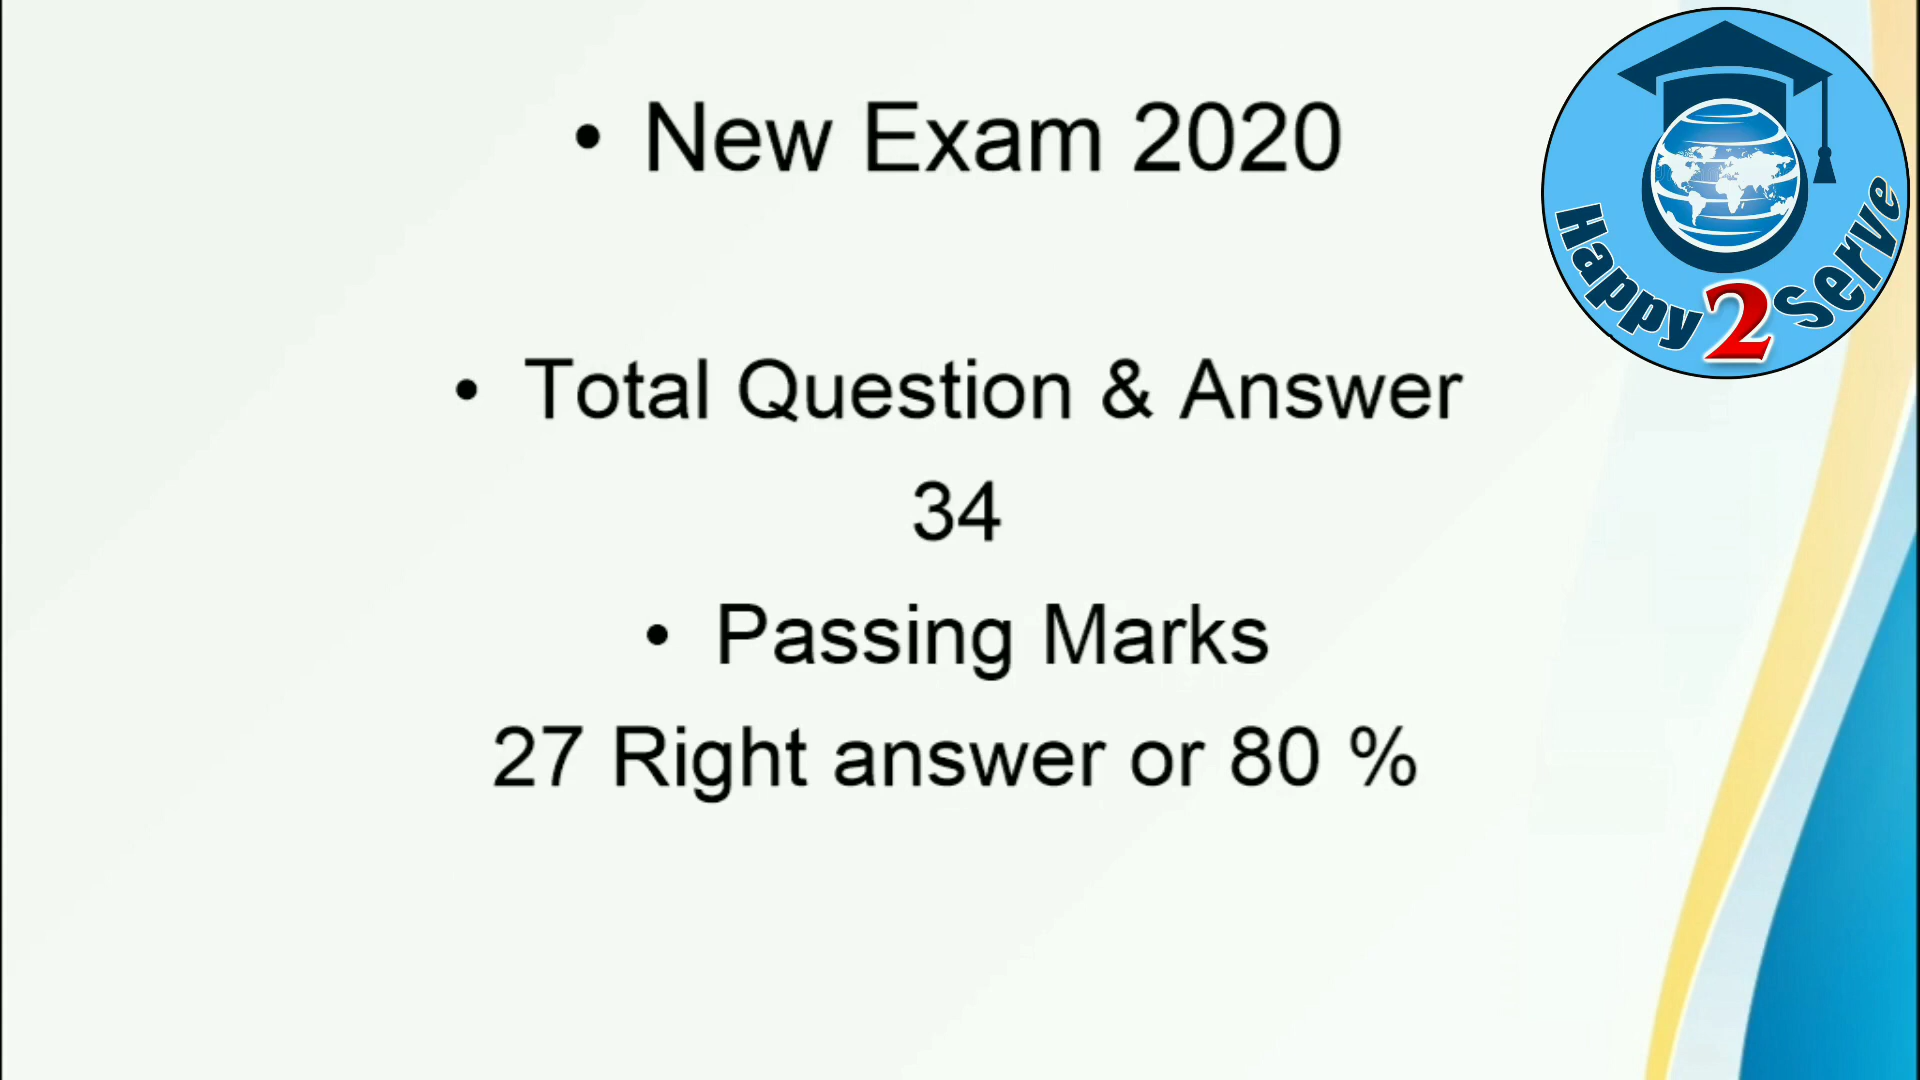 • New Exam 2020
• Total Question & Answer
34
• Passing Marks
27 Right answer or 80 %
Happy 2 Serve